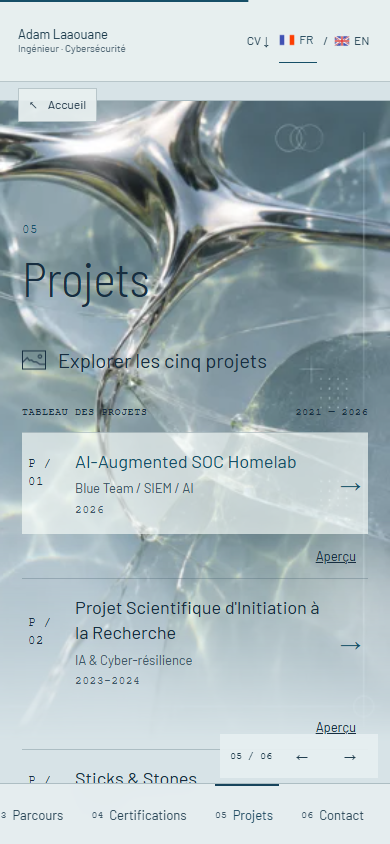 Adam Laaouane
Ingénieur · Cybersécurité
CV ↓ FR / EN
↖ Accueil
05
Projets
Explorer les cinq projets
TABLEAU DES PROJETS 2021 — 2026
P / 01
AI-Augmented SOC Homelab
Blue Team / SIEM / AI
2026
→
Aperçu
P / 02
Projet Scientifique d'Initiation à
la Recherche
IA & Cyber-résilience
2023-2024
→
Aperçu
05 / 06 ← →
P / Sticks & Stones
3 Parcours 04 Certifications 05 Projets 06 Contact